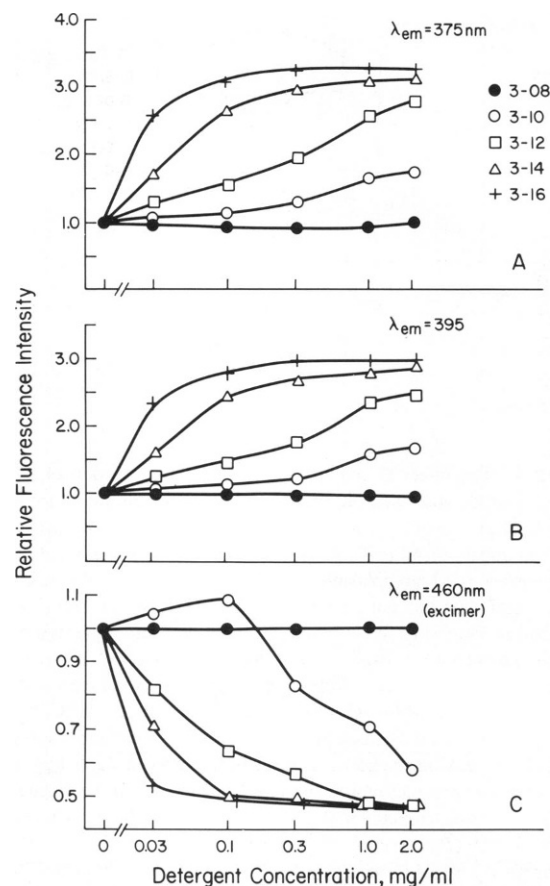 4.0
3.0
2.0
1.0
λem=375nm
3-08
3-10
3-12
3-14
3-16
A
3.0
2.0
1.0
λem=395
B
Relative Fluorescence Intensity
1.1
0.9
0.7
0.5
λem=460nm
(excimer)
C
0 0.03 0.1 0.3 1.0 2.0
Detergent Concentration, mg/ml